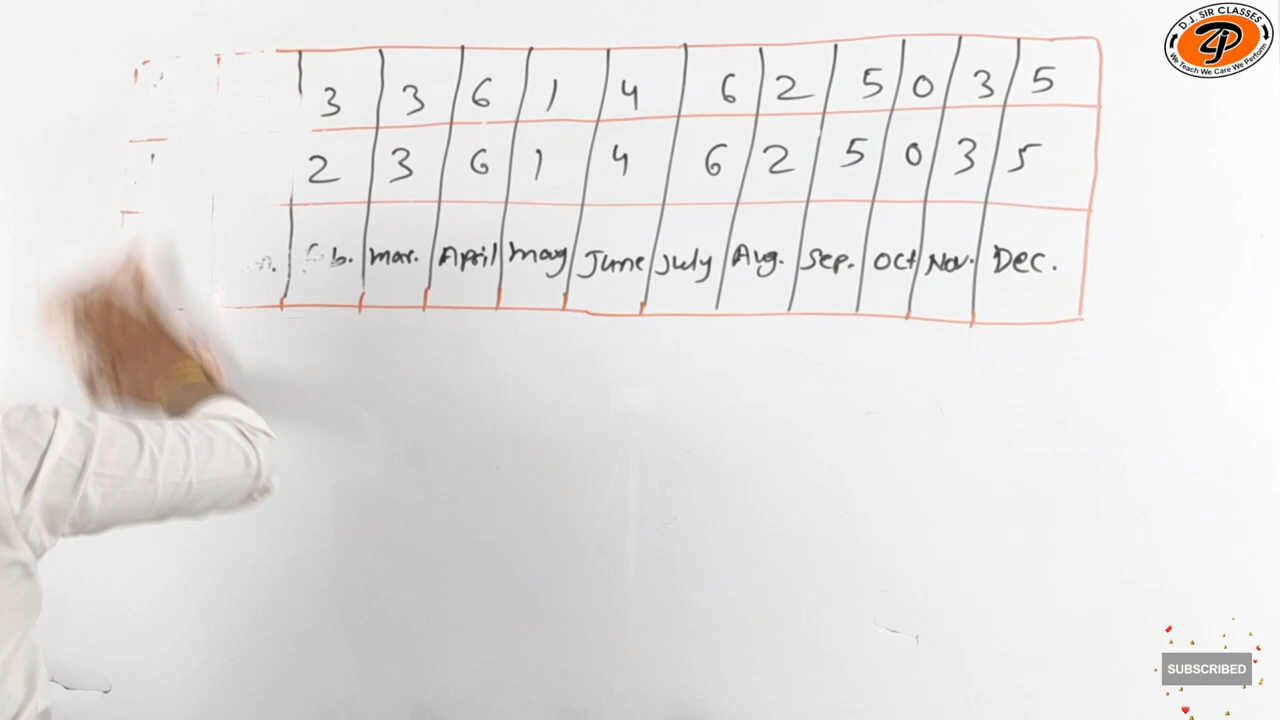 3 3 6 1 4 6 2 5 0 3 5
2 3 6 1 4 6 2 5 0 3 5
mar. April may June July Aug. Sep. Oct Nov. Dec.
D.J. SIR CLASSES
We Teach We Care We Perform
SUBSCRIBED